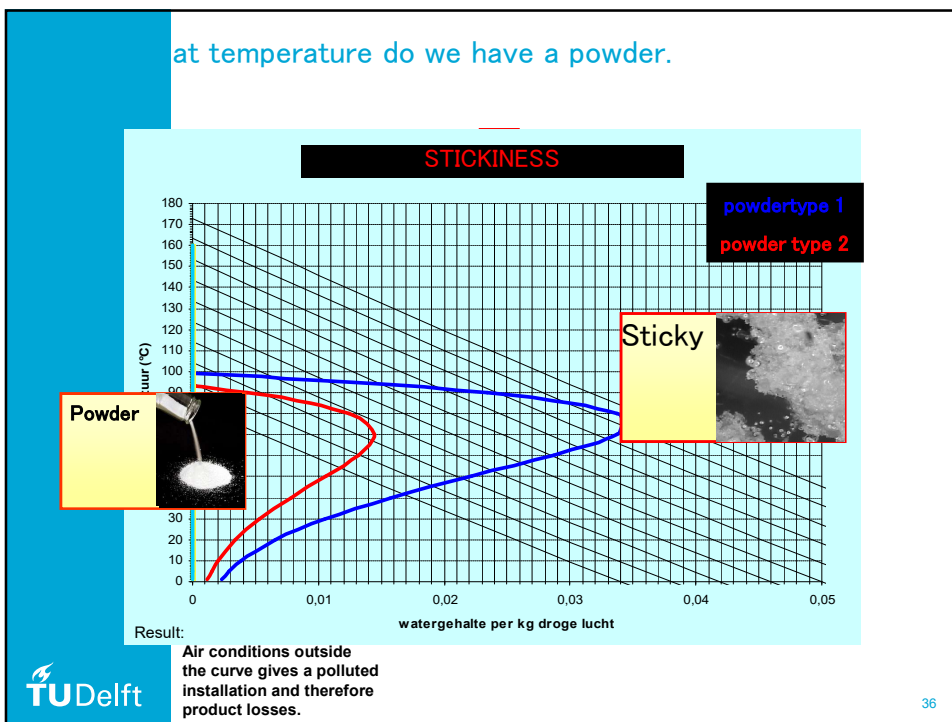 at temperature do we have a powder.
STICKINESS
powdertype 1
powder type 2
180
170
160
150
140
130
120
110
100
90
30
20
10
0
tuur (°C)
Sticky
Powder
0
0,01
0,02
0,03
0,04
0,05
watergehalte per kg droge lucht
Result:
Air conditions outside
the curve gives a polluted
installation and therefore
product losses.
TUDelft
36